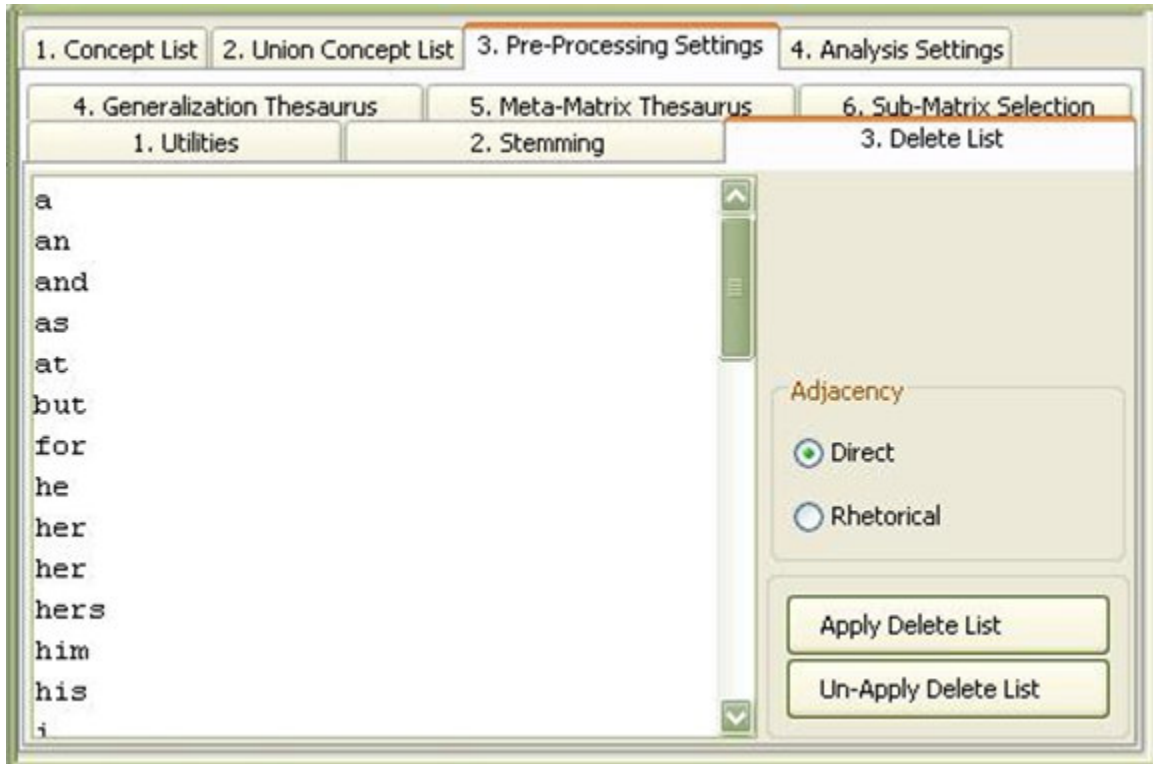 1. Concept List 2. Union Concept List 3. Pre-Processing Settings 4. Analysis Settings
4. Generalization Thesaurus 5. Meta-Matrix Thesaurus 6. Sub-Matrix Selection
1. Utilities 2. Stemming 3. Delete List
a
an
and
as
at
but
for
he
her
her
hers
him
his
i
Adjacency
Direct
Rhetorical
Apply Delete List
Un-Apply Delete List